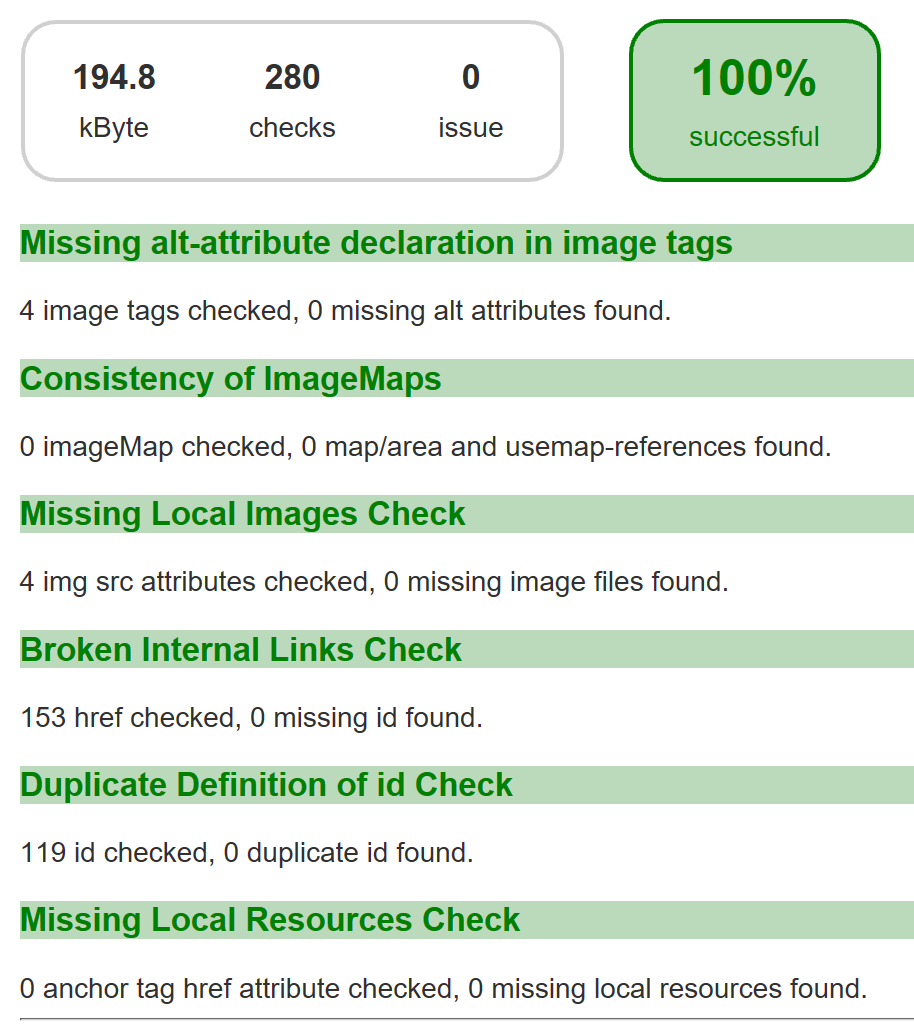 194.8 280 0
kByte checks issue
100%
successful
Missing alt-attribute declaration in image tags
4 image tags checked, 0 missing alt attributes found.
Consistency of ImageMaps
0 imageMap checked, 0 map/area and usemap-references found.
Missing Local Images Check
4 img src attributes checked, 0 missing image files found.
Broken Internal Links Check
153 href checked, 0 missing id found.
Duplicate Definition of id Check
119 id checked, 0 duplicate id found.
Missing Local Resources Check
0 anchor tag href attribute checked, 0 missing local resources found.